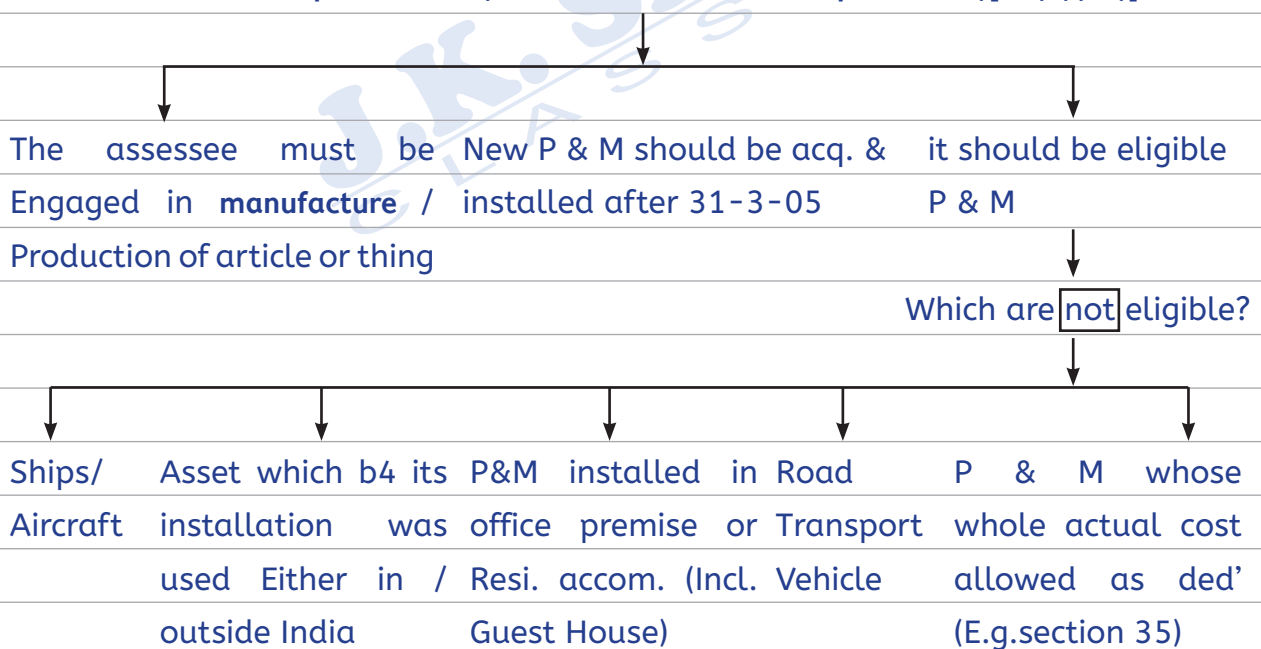 J.K. S
CLASS
The assessee must be
Engaged in manufacture /
Production of article or thing
New P & M should be acq. &
installed after 31-3-05
it should be eligible
P & M
Which are not eligible?
Ships/
Aircraft
Asset which b4 its
installation was
used Either in /
outside India
P&M installed in
office premise or
Resi. accom. (Incl.
Guest House)
Road
Transport
Vehicle
P & M whose
whole actual cost
allowed as ded'
(E.g.section 35)